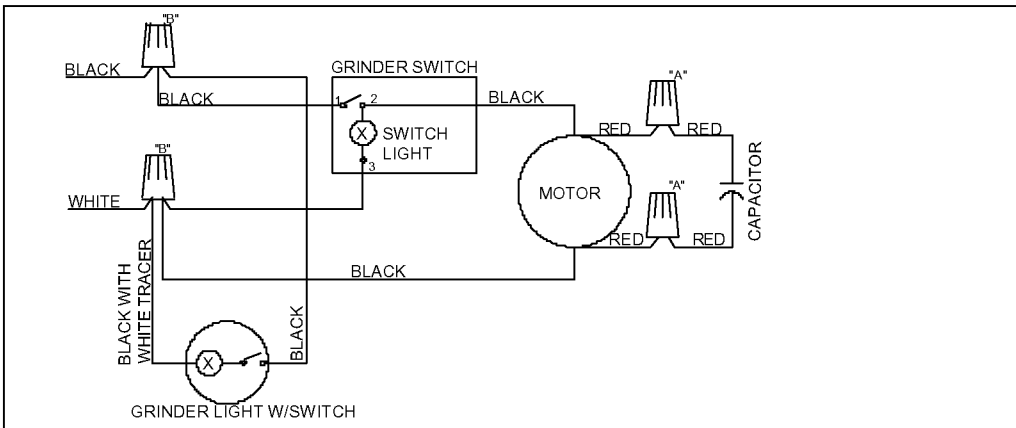 "B"
BLACK
BLACK
GRINDER SWITCH
1
2
X
SWITCH
LIGHT
3
BLACK
"A"
RED
RED
"B"
WHITE
MOTOR
"A"
CAPACITOR
RED
RED
BLACK
BLACK WITH
WHITE TRACER
BLACK
X
GRINDER LIGHT W/SWITCH